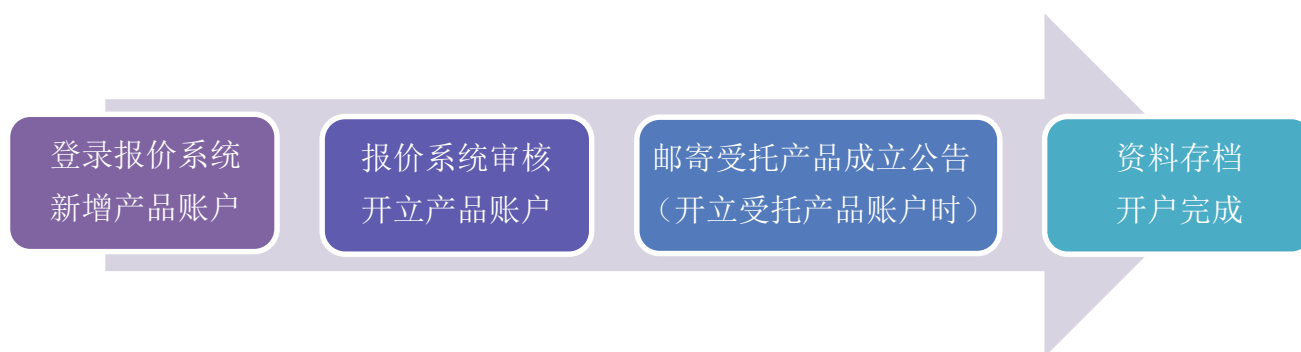 登录报价系统
新增产品账户
报价系统审核
开立产品账户
邮寄受托产品成立公告
（开立受托产品账户时）
资料存档
开户完成